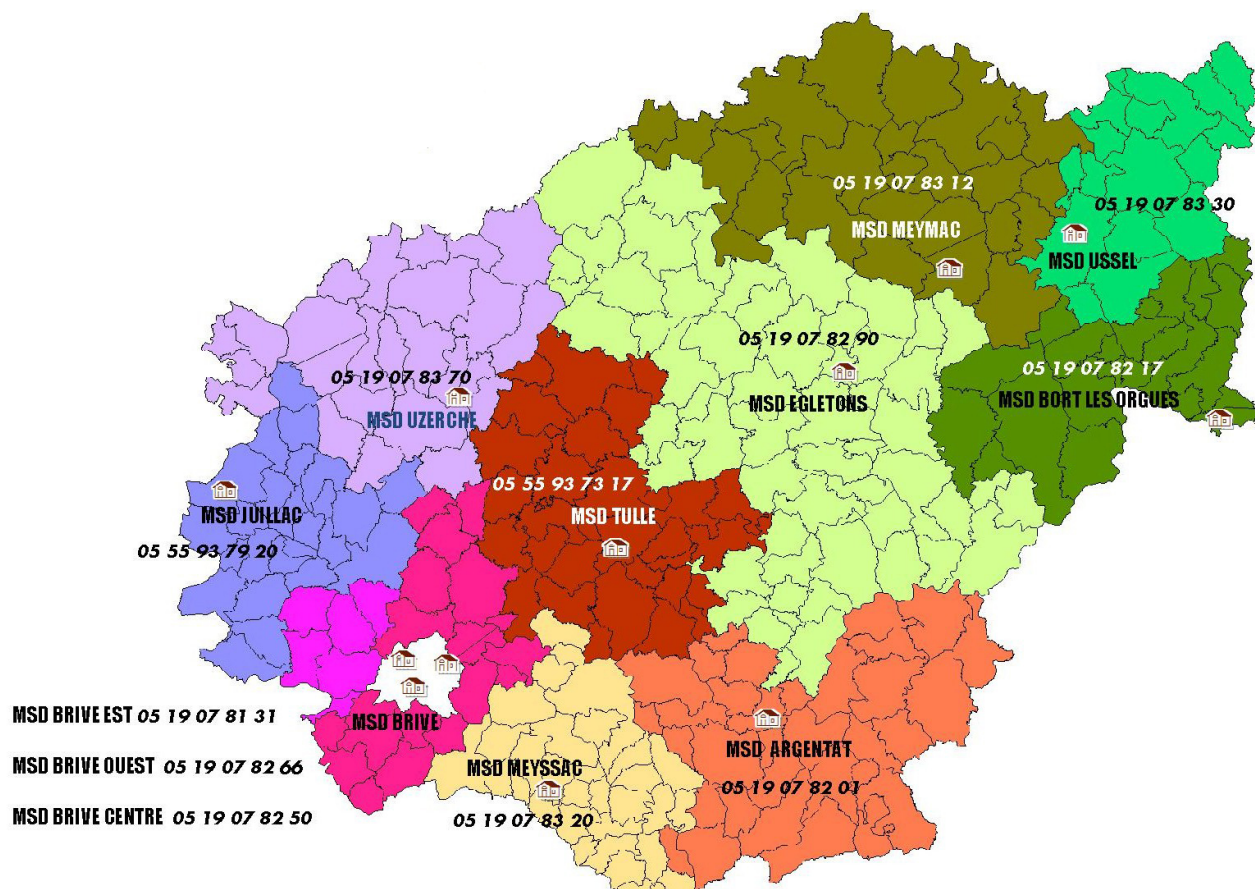 05 19 07 83 12
MSD MEYMAC
05 19 07 83 30
MSD USSEL
05 19 07 82 90
MSD EGLETONS
05 19 07 82 17
MSD BORT LES ORGUES
05 19 07 83 70
MSD UZERCHE
05 55 93 73 17
MSD TULLE
MSD JUILLAC
05 55 93 79 20
MSD BRIVE EST 05 19 07 81 31
MSD BRIVE
MSD BRIVE OUEST 05 19 07 82 66
MSD BRIVE CENTRE 05 19 07 82 50
MSD MEYSSAC
05 19 07 83 20
MSD ARGENTAT
05 19 07 82 01